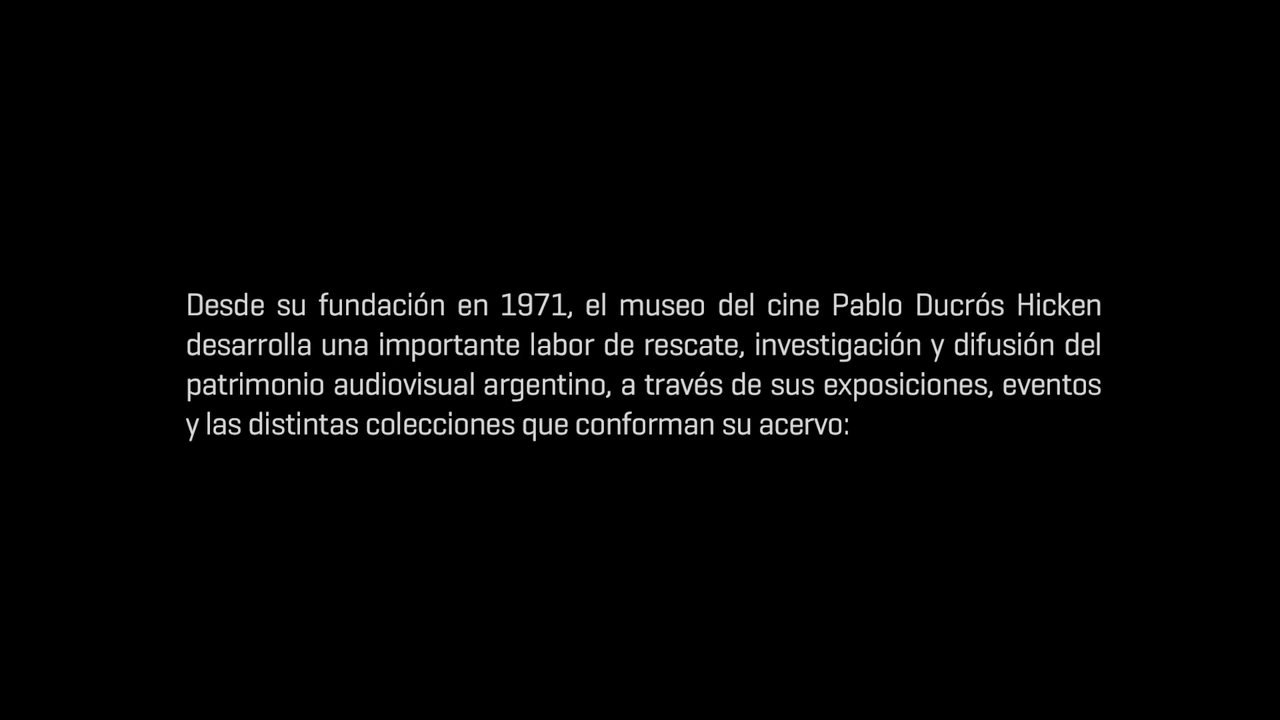 Desde su fundación en 1971, el museo del cine Pablo Ducrós Hicken
desarrolla una importante labor de rescate, investigación y difusión del
patrimonio audiovisual argentino, a través de sus exposiciones, eventos
y las distintas colecciones que conforman su acervo: